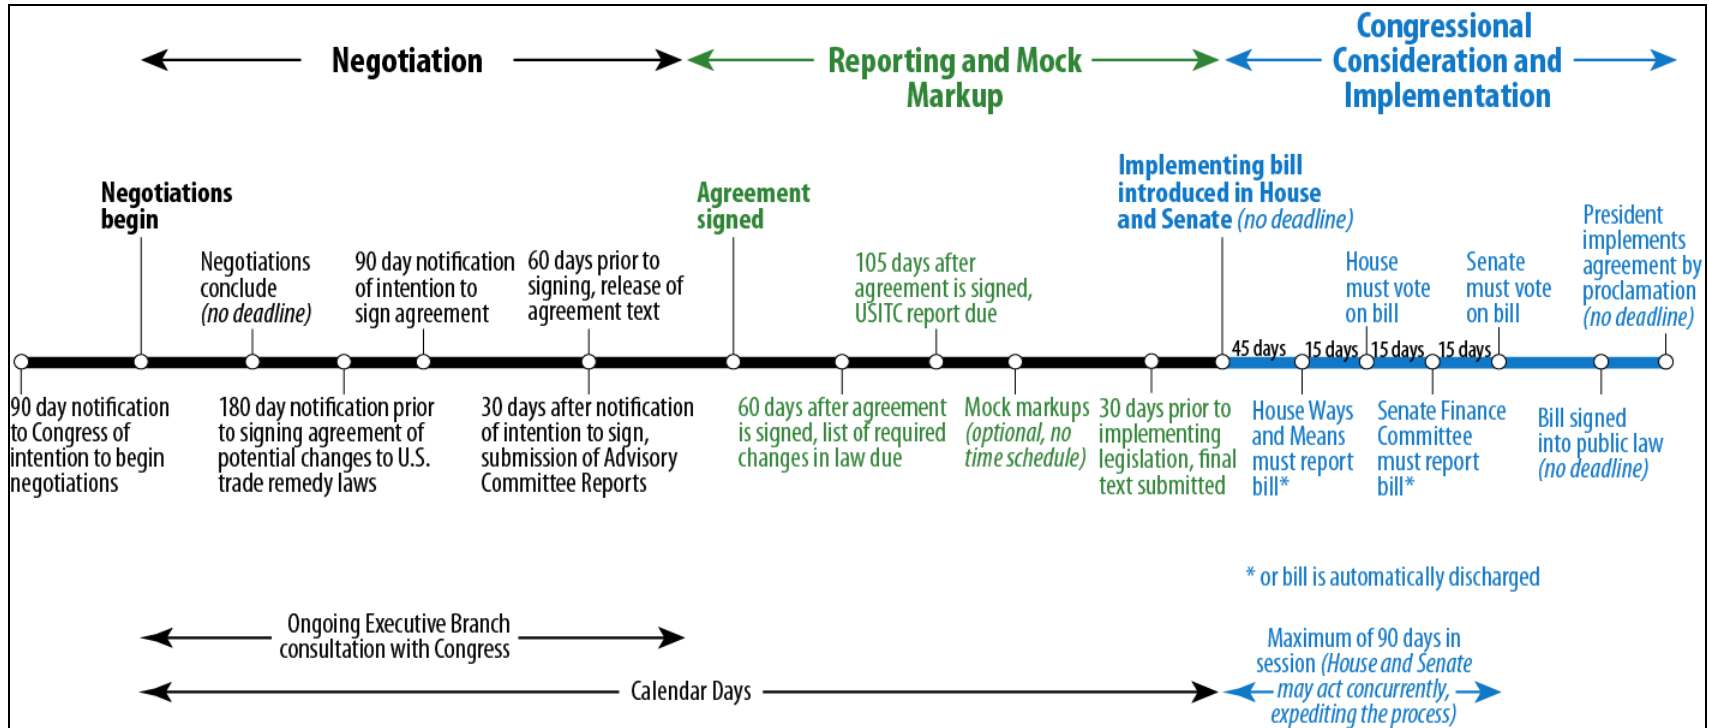 Negotiation
Reporting and Mock
Markup
Congressional
Consideration and
Implementation
Negotiations
begin
Agreement
signed
Implementing bill
introduced in House
and Senate (no deadline)
Negotiations
conclude
(no deadline)
90 day notification
of intention to
sign agreement
60 days prior to
signing, release of
agreement text
105 days after
agreement is signed,
USITC report due
House
must vote
on bill
Senate
must vote
on bill
President
implements
agreement by
proclamation
(no deadline)
45 days
15 days
15 days
15 days
90 day notification
to Congress of
intention to begin
negotiations
180 day notification prior
to signing agreement of
potential changes to U.S.
trade remedy laws
30 days after notification
of intention to sign,
submission of Advisory
Committee Reports
60 days after agreement
is signed, list of required
changes in law due
Mock markups
(optional, no
time schedule)
30 days prior to
implementing
legislation, final
text submitted
House Ways
and Means
must report
bill*
Senate Finance
Committee
must report
bill*
Bill signed
into public law
(no deadline)
* or bill is automatically discharged
Ongoing Executive Branch
consultation with Congress
Calendar Days
Maximum of 90 days in
session (House and Senate
may act concurrently,
expediting the process)